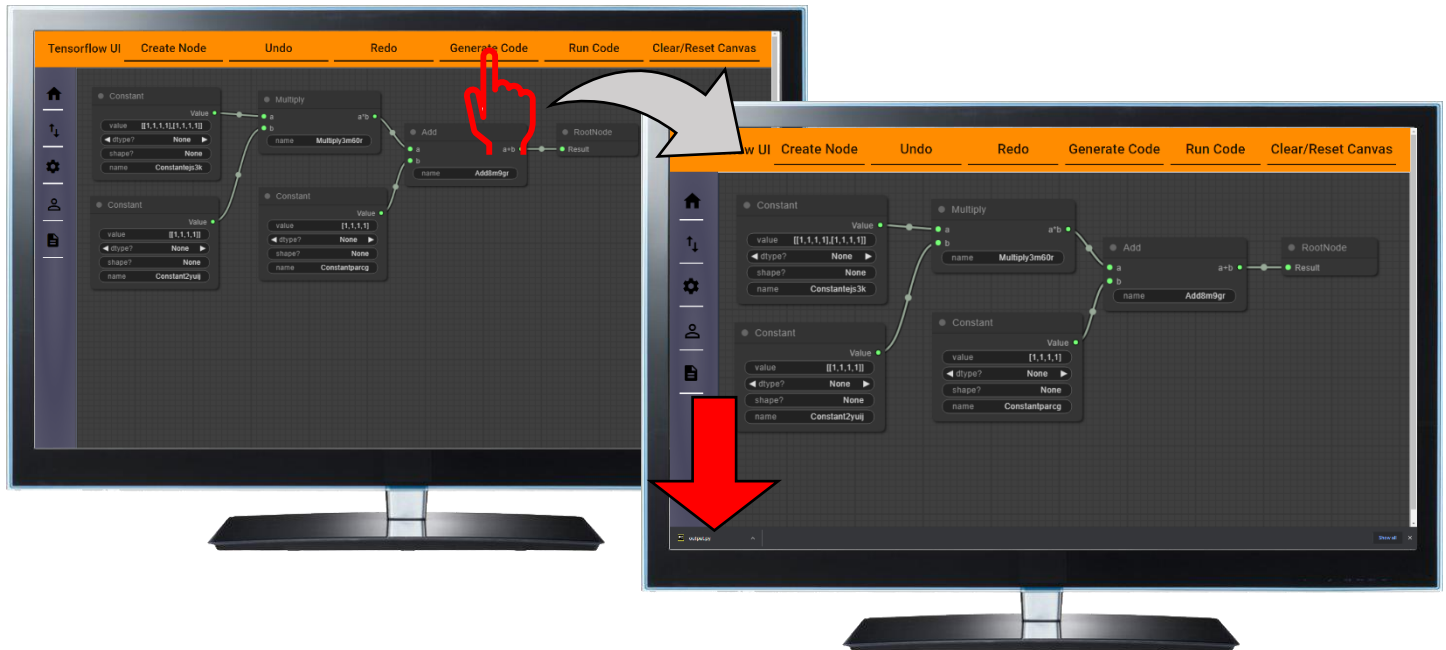 Tensorflow UI Create Node Undo Redo Generate Code Run Code Clear/Reset Canvas
Constant
Value
value [[1,1,1,1],[1,1,1,1]]
dtype? None
shape? None
name Constantejs3k
Multiply
a a*b
b
name Multiply3m60r
Add
a a+b
b
name Add8m9gr
RootNode
Result
Constant
Value
value [[1,1,1,1]]
dtype? None
shape? None
name Constant2yuij
Constant
Value
value [1,1,1,1]
dtype? None
shape? None
name Constantparcg
w UI Create Node Undo Redo Generate Code Run Code Clear/Reset Canvas
Constant
Value
value [[1,1,1,1],[1,1,1,1]]
dtype? None
shape? None
name Constantejs3k
Multiply
a a*b
b
name Multiply3m60r
Add
a a+b
b
name Add8m9gr
RootNode
Result
Constant
Value
value [[1,1,1,1]]
dtype? None
shape? None
name Constant2yuij
Constant
Value
value [1,1,1,1]
dtype? None
shape? None
name Constantparcg
output.py Show all